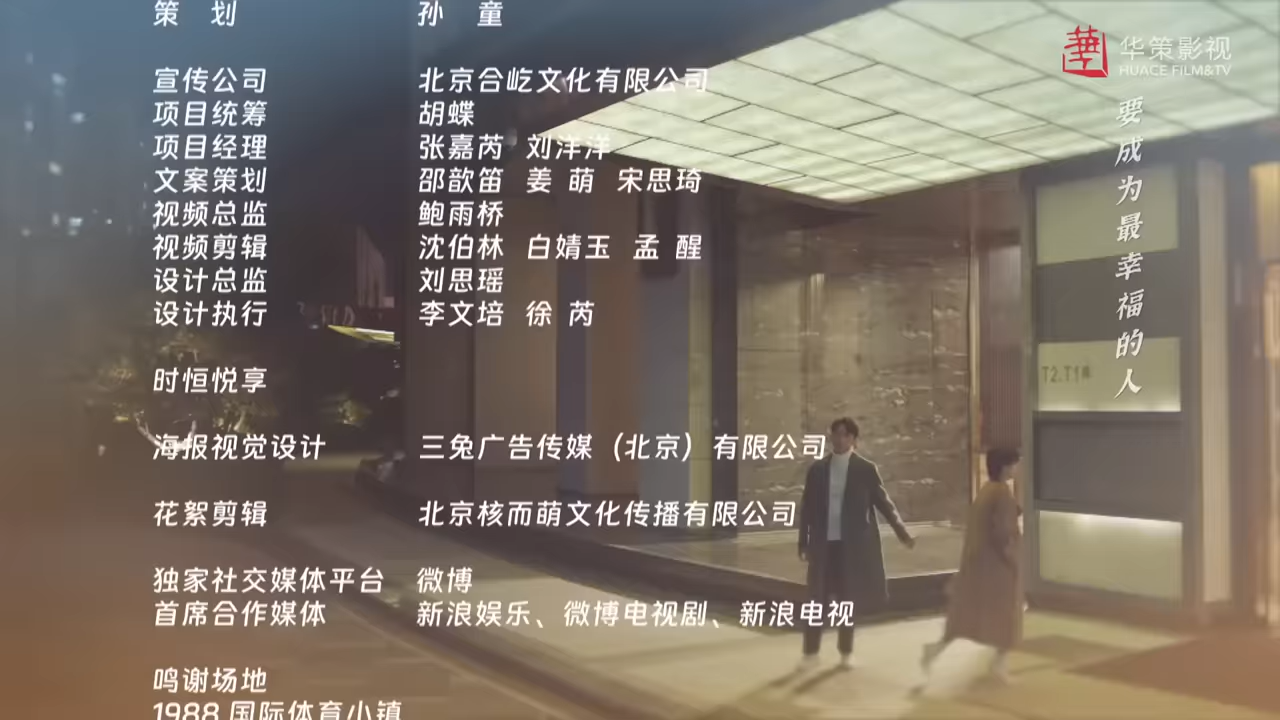 策 划 孙 童
宣传公司 北京合屹文化有限公司
项目统筹 胡蝶
项目经理 张嘉芮 刘洋洋
文案策划 邵歆笛 姜 萌 宋思琦
视频总监 鲍雨桥
视频剪辑 沈伯林 白婧玉 孟 醒
设计总监 刘思瑶
设计执行 李文培 徐 芮
时恒悦享
海报视觉设计 三兔广告传媒（北京）有限公司
花絮剪辑 北京核而萌文化传播有限公司
独家社交媒体平台 微博
首席合作媒体 新浪娱乐、微博电视剧、新浪电视
鸣谢场地
1988 国际体育小镇
華 华策影视
HUACE FILM&TV
要成为最幸福的人
T2.T1